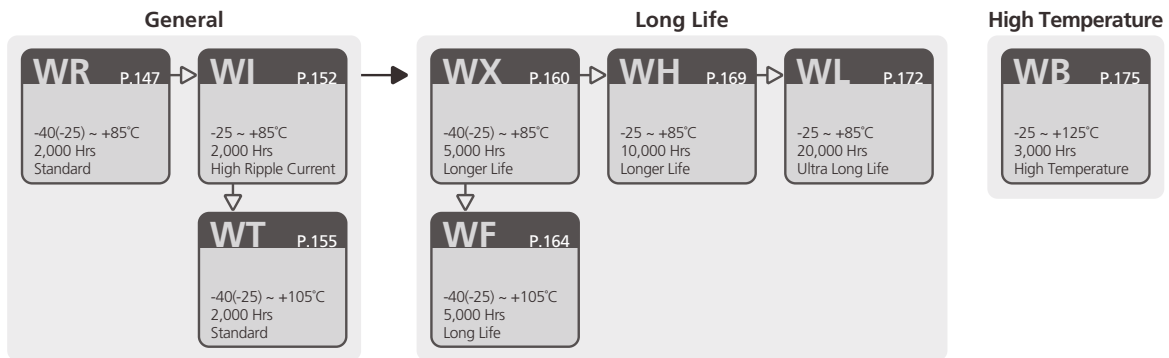 General
WR P.147
-40(-25) ~ +85°C
2,000 Hrs
Standard
WI P.152
-25 ~ +85°C
2,000 Hrs
High Ripple Current
WT P.155
-40(-25) ~ +105°C
2,000 Hrs
Standard
Long Life
WX P.160
-40(-25) ~ +85°C
5,000 Hrs
Longer Life
WH P.169
-25 ~ +85°C
10,000 Hrs
Longer Life
WL P.172
-25 ~ +85°C
20,000 Hrs
Ultra Long Life
WF P.164
-40(-25) ~ +105°C
5,000 Hrs
Long Life
High Temperature
WB P.175
-25 ~ +125°C
3,000 Hrs
High Temperature